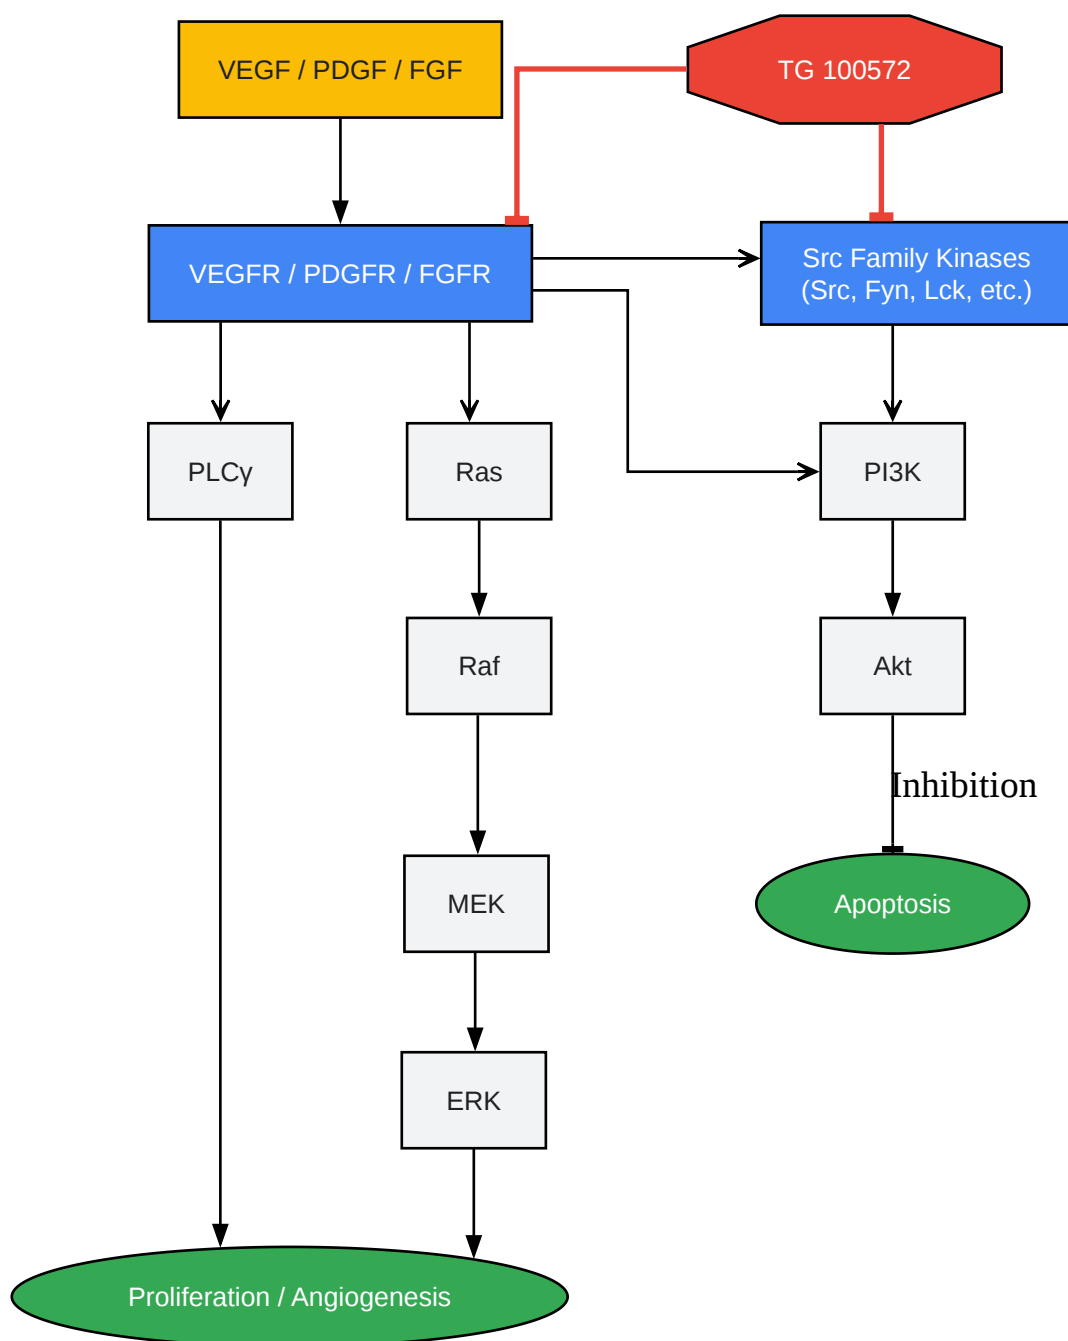 VEGF / PDGF / FGF
TG 100572
VEGFR / PDGFR / FGFR
Src Family Kinases
(Src, Fyn, Lck, etc.)
PLCγ
Ras
PI3K
Raf
Akt
Inhibition
MEK
Apoptosis
ERK
Proliferation / Angiogenesis